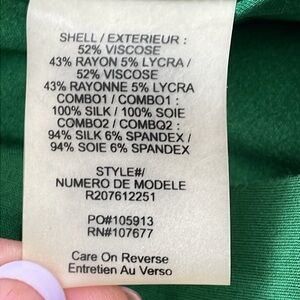 SHELL / EXTERIEUR :
52% VISCOSE
43% RAYON 5% LYCRA /
52% VISCOSE
43% RAYONNE 5% LYCRA
COMBO1 / COMBO1 :
100% SILK / 100% SOIE
COMBO2 / COMBO2 :
94% SILK 6% SPANDEX /
94% SOIE 6% SPANDEX
STYLE#/
NUMERO DE MODELE
R207612251
PO#105913
RN#107677
Care On Reverse
Entretien Au Verso